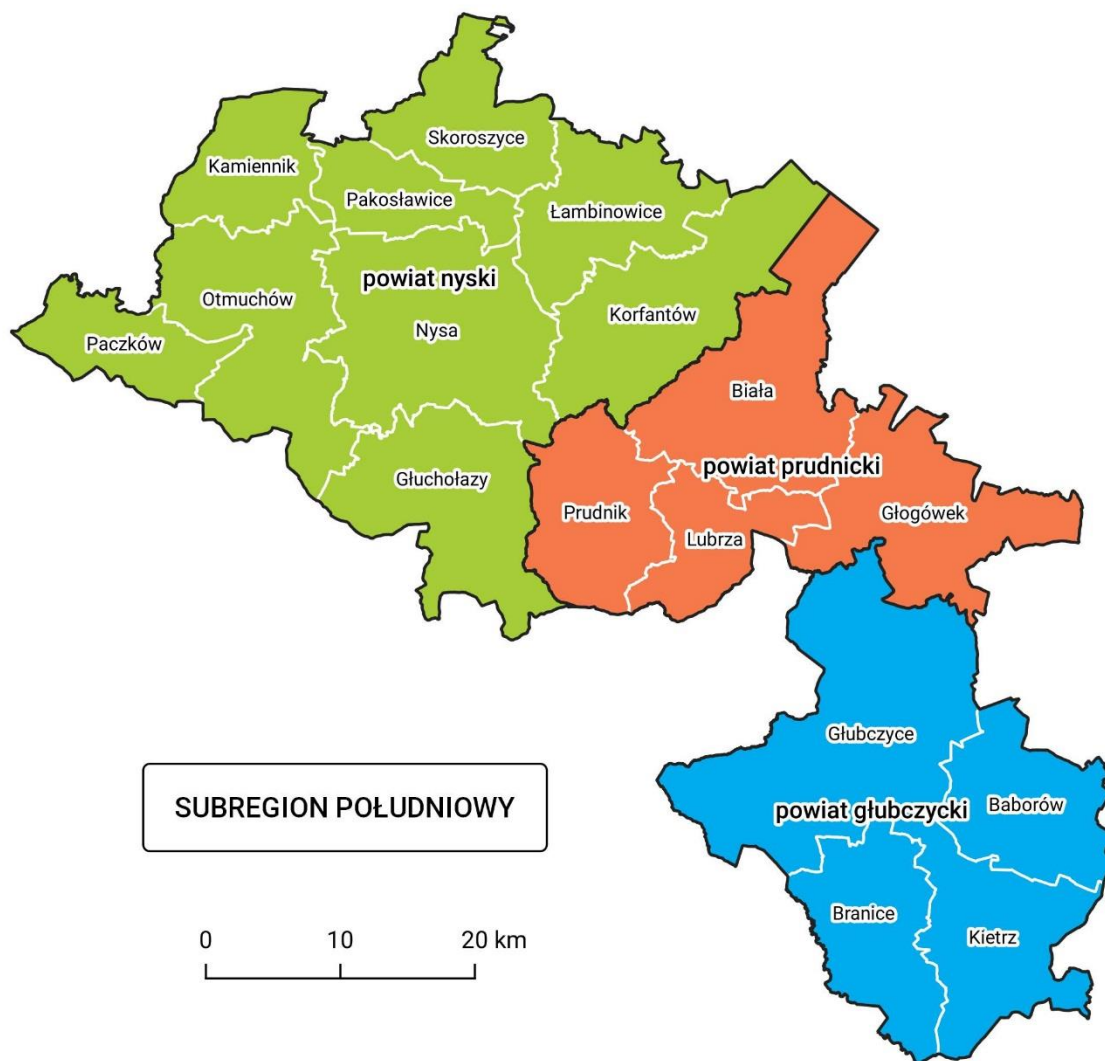 Skoroszyce
Kamiennik
Pakosławice
Łambinowice
powiat nyski
Otmuchów
Korfantów
Nysa
Paczków
Biała
powiat prudnicki
Głuchołazy
Prudnik
Głogówek
Lubrza
Głubczyce
SUBREGION POŁUDNIOWY
powiat głubczycki
Baborów
Branice
Kietrz
0 10 20 km